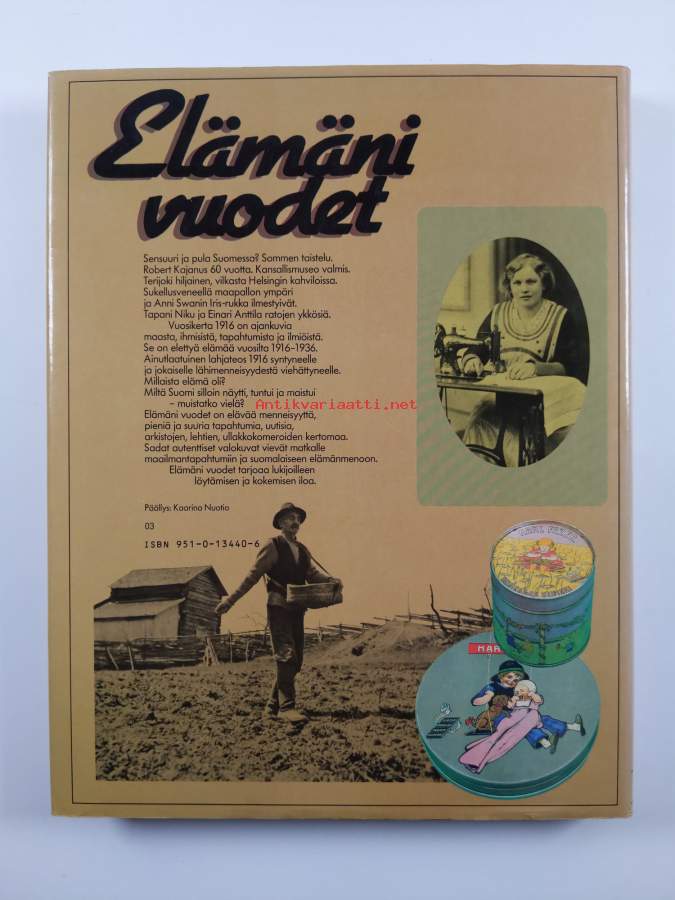 Elämäni
vuodet
Sensuuri ja pula Suomessa? Sommen taistelu.
Robert Kajanus 60 vuotta. Kansallismuseo valmis.
Terijoki hiljainen, vilkasta Helsingin kahviloissa.
Sukellusveneellä maapallon ympäri
ja Anni Swanin Iris-rukka ilmestyivät.
Tapani Niku ja Einari Anttila ratojen ykkösiä.
Vuosikerta 1916 on ajankuvia
maasta, ihmisistä, tapahtumista ja ilmiöistä.
Se on elettyä elämää vuosilta 1916–1936.
Ainutlaatuinen lahjateos 1916 syntyneelle
ja jokaiselle lähimenneisyydestä viehättyneelle.
Millaista elämä oli?
Miltä Suomi silloin näytti, tuntui ja maistui
– muistatko vielä?
Antikvariaatti.net
Elämäni vuodet on elävää menneisyyttä,
pieniä ja suuria tapahtumia, uutisia,
arkistojen, lehtien, ullakkokomeroiden kertomaa.
Sadat autenttiset valokuvat vievät matkalle
maailmantapahtumiin ja suomalaiseen elämänmenoon.
Elämäni vuodet tarjoaa lukijoilleen
löytämisen ja kokemisen iloa.
Päällys: Kaarina Nuotio
03
ISBN 951-0-13440-6
KARL FAZER